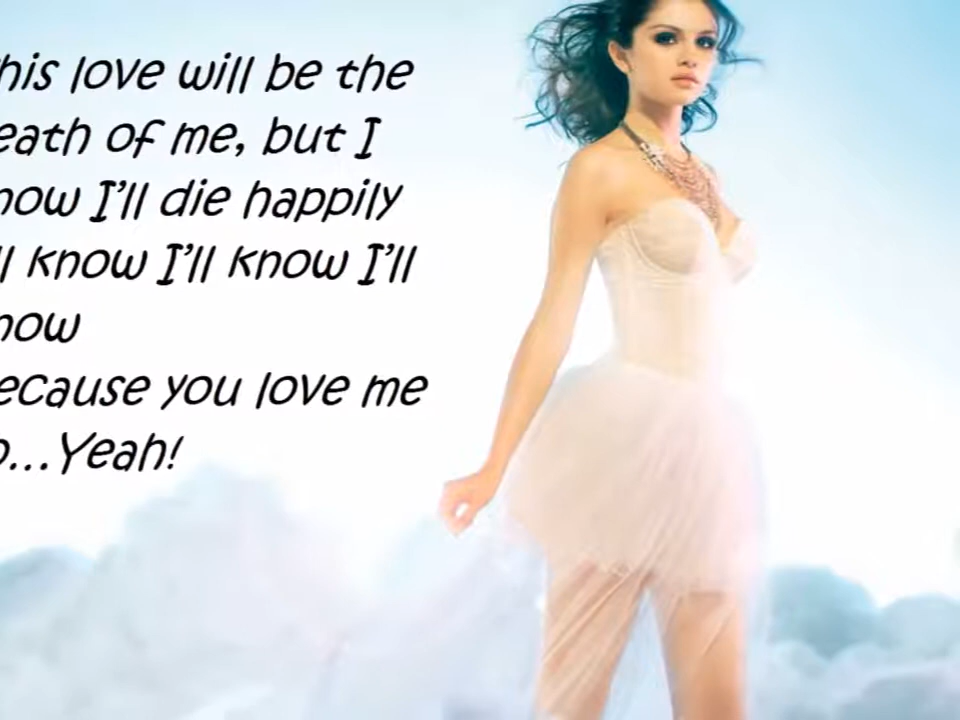 his love will be the
eath of me, but I
now I'll die happily
ll know I'll know I'll
now
ecause you love me
o...Yeah!